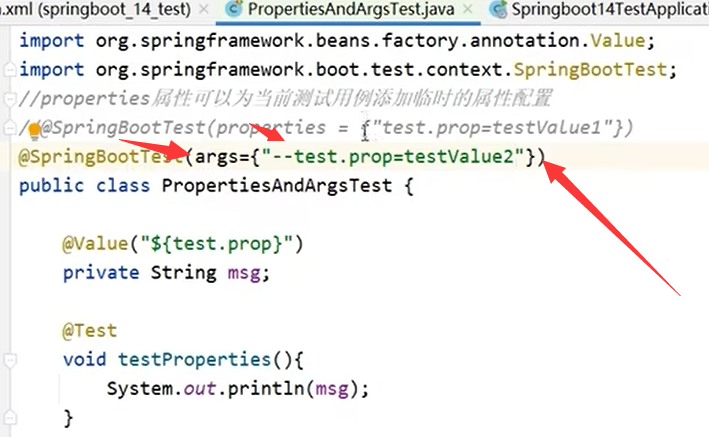 .xml (springboot_14_test)
PropertiesAndArgsTest.java
Springboot14TestApplicati
import org.springframework.beans.factory.annotation.Value;
import org.springframework.boot.test.context.SpringBootTest;
//properties属性可以为当前测试用例添加临时的属性配置
//@SpringBootTest(properties = {"test.prop=testValue1"})
@SpringBootTest(args={"--test.prop=testValue2"})
public class PropertiesAndArgsTest {
@Value("${test.prop}")
private String msg;
@Test
void testProperties(){
System.out.println(msg);
}